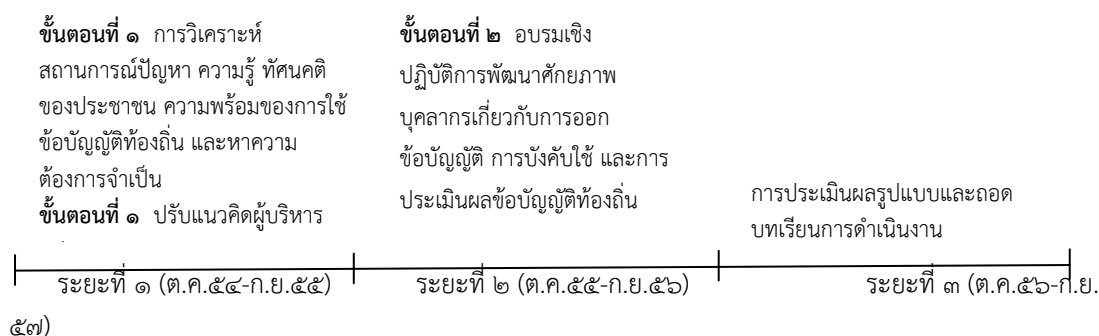 ขั้นตอนที่ ๑ การวิเคราะห์
สถานการณ์ปัญหา ความรู้ ทัศนคติ
ของประชาชน ความพร้อมของการใช้
ข้อบัญญัติท้องถิ่น และหาความ
ต้องการจำเป็น
ขั้นตอนที่ ๑ ปรับแนวคิดผู้บริหาร
ขั้นตอนที่ ๒ อบรมเชิง
ปฏิบัติการพัฒนาศักยภาพ
บุคลากรเกี่ยวกับการออก
ข้อบัญญัติ การบังคับใช้ และการ
ประเมินผลข้อบัญญัติท้องถิ่น
การประเมินผลรูปแบบและถอด
บทเรียนการดำเนินงาน
ระยะที่ ๑ (ต.ค.๕๔-ก.ย.๕๕)
ระยะที่ ๒ (ต.ค.๕๕-ก.ย.๕๖)
ระยะที่ ๓ (ต.ค.๕๖-ก.ย.
๕๗)